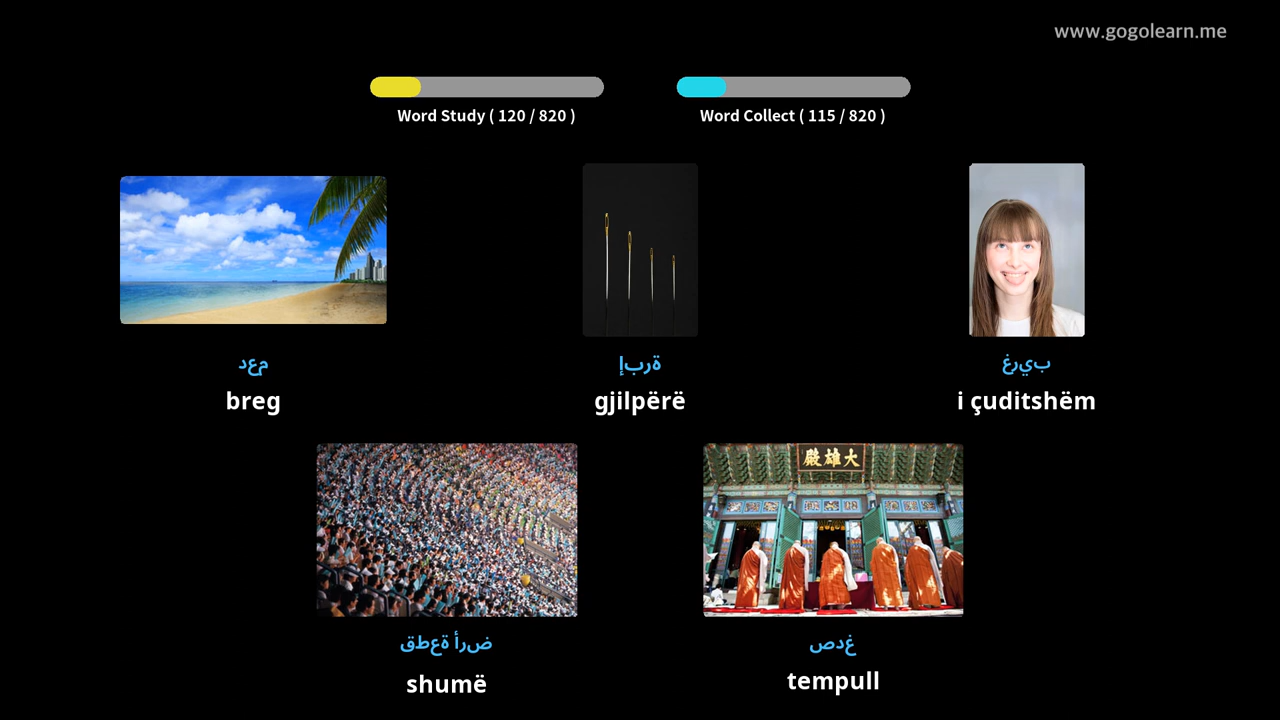 www.gogolearn.me
Word Study ( 120 / 820 )
Word Collect ( 115 / 820 )
معد
breg
ةربإ
gjilpërë
بيرغ
i çuditshëm
ضرأ ةعطق
shumë
大雄殿
غدص
tempull